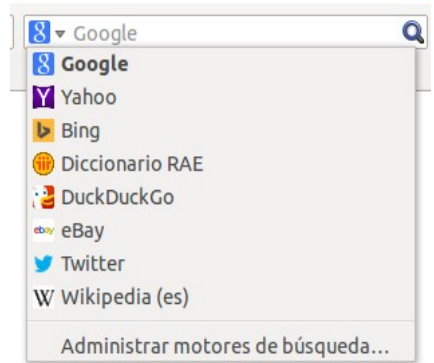 Google
Google
Yahoo
Bing
Diccionario RAE
DuckDuckGo
eBay
Twitter
Wikipedia (es)
Administrar motores de búsqueda...